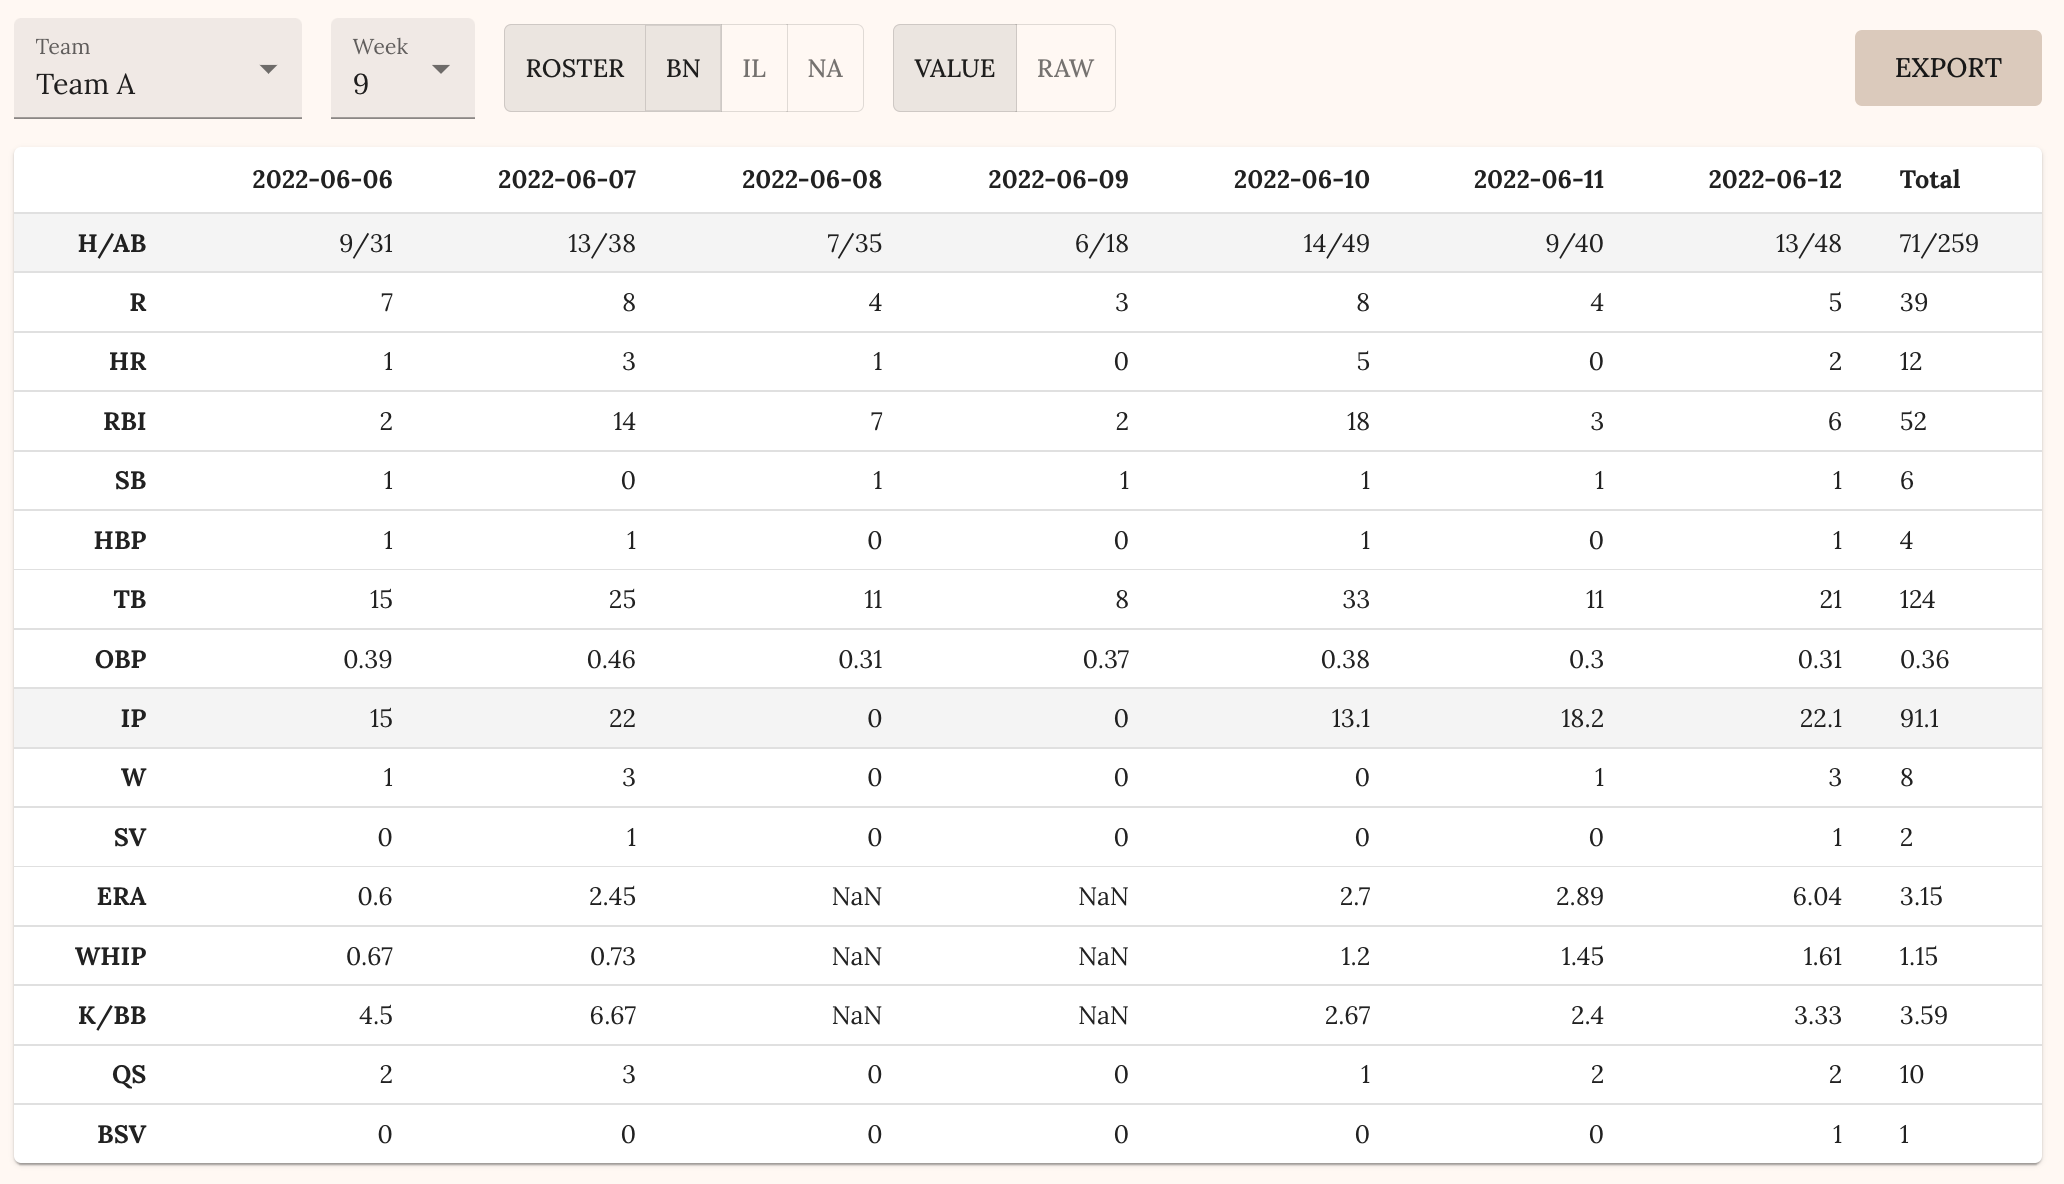 Team
Team A
Week
9
ROSTER BN IL NA
VALUE RAW
EXPORT
2022-06-06 2022-06-07 2022-06-08 2022-06-09 2022-06-10 2022-06-11 2022-06-12 Total
H/AB 9/31 13/38 7/35 6/18 14/49 9/40 13/48 71/259
R 7 8 4 3 8 4 5 39
HR 1 3 1 0 5 0 2 12
RBI 2 14 7 2 18 3 6 52
SB 1 0 1 1 1 1 1 6
HBP 1 1 0 0 1 0 1 4
TB 15 25 11 8 33 11 21 124
OBP 0.39 0.46 0.31 0.37 0.38 0.3 0.31 0.36
IP 15 22 0 0 13.1 18.2 22.1 91.1
W 1 3 0 0 0 1 3 8
SV 0 1 0 0 0 0 1 2
ERA 0.6 2.45 NaN NaN 2.7 2.89 6.04 3.15
WHIP 0.67 0.73 NaN NaN 1.2 1.45 1.61 1.15
K/BB 4.5 6.67 NaN NaN 2.67 2.4 3.33 3.59
QS 2 3 0 0 1 2 2 10
BSV 0 0 0 0 0 0 1 1